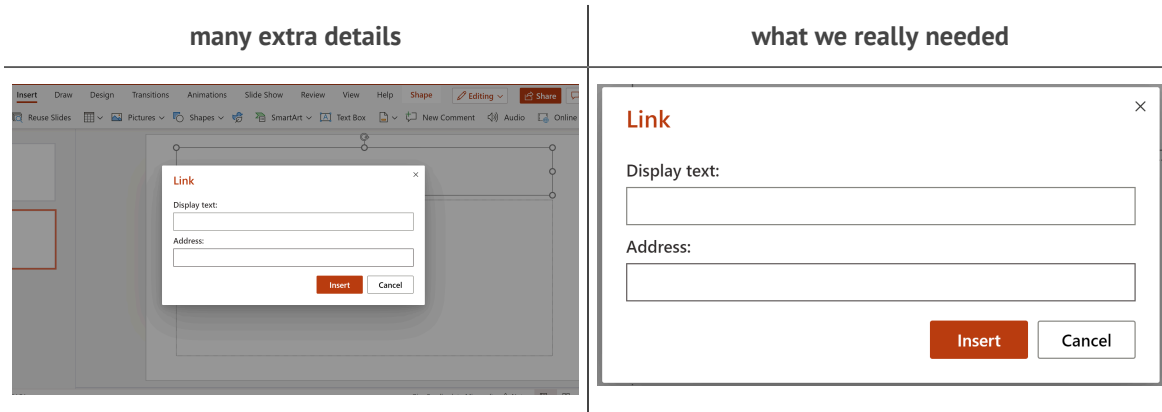 many extra details
what we really needed
Insert Draw Design Transitions Animations Slide Show Review View Help Shape Editing Share
Reuse Slides Pictures Shapes SmartArt Text Box New Comment Audio Online
Link
Display text:
Address:
Insert Cancel
Link
Display text:
Address:
Insert Cancel